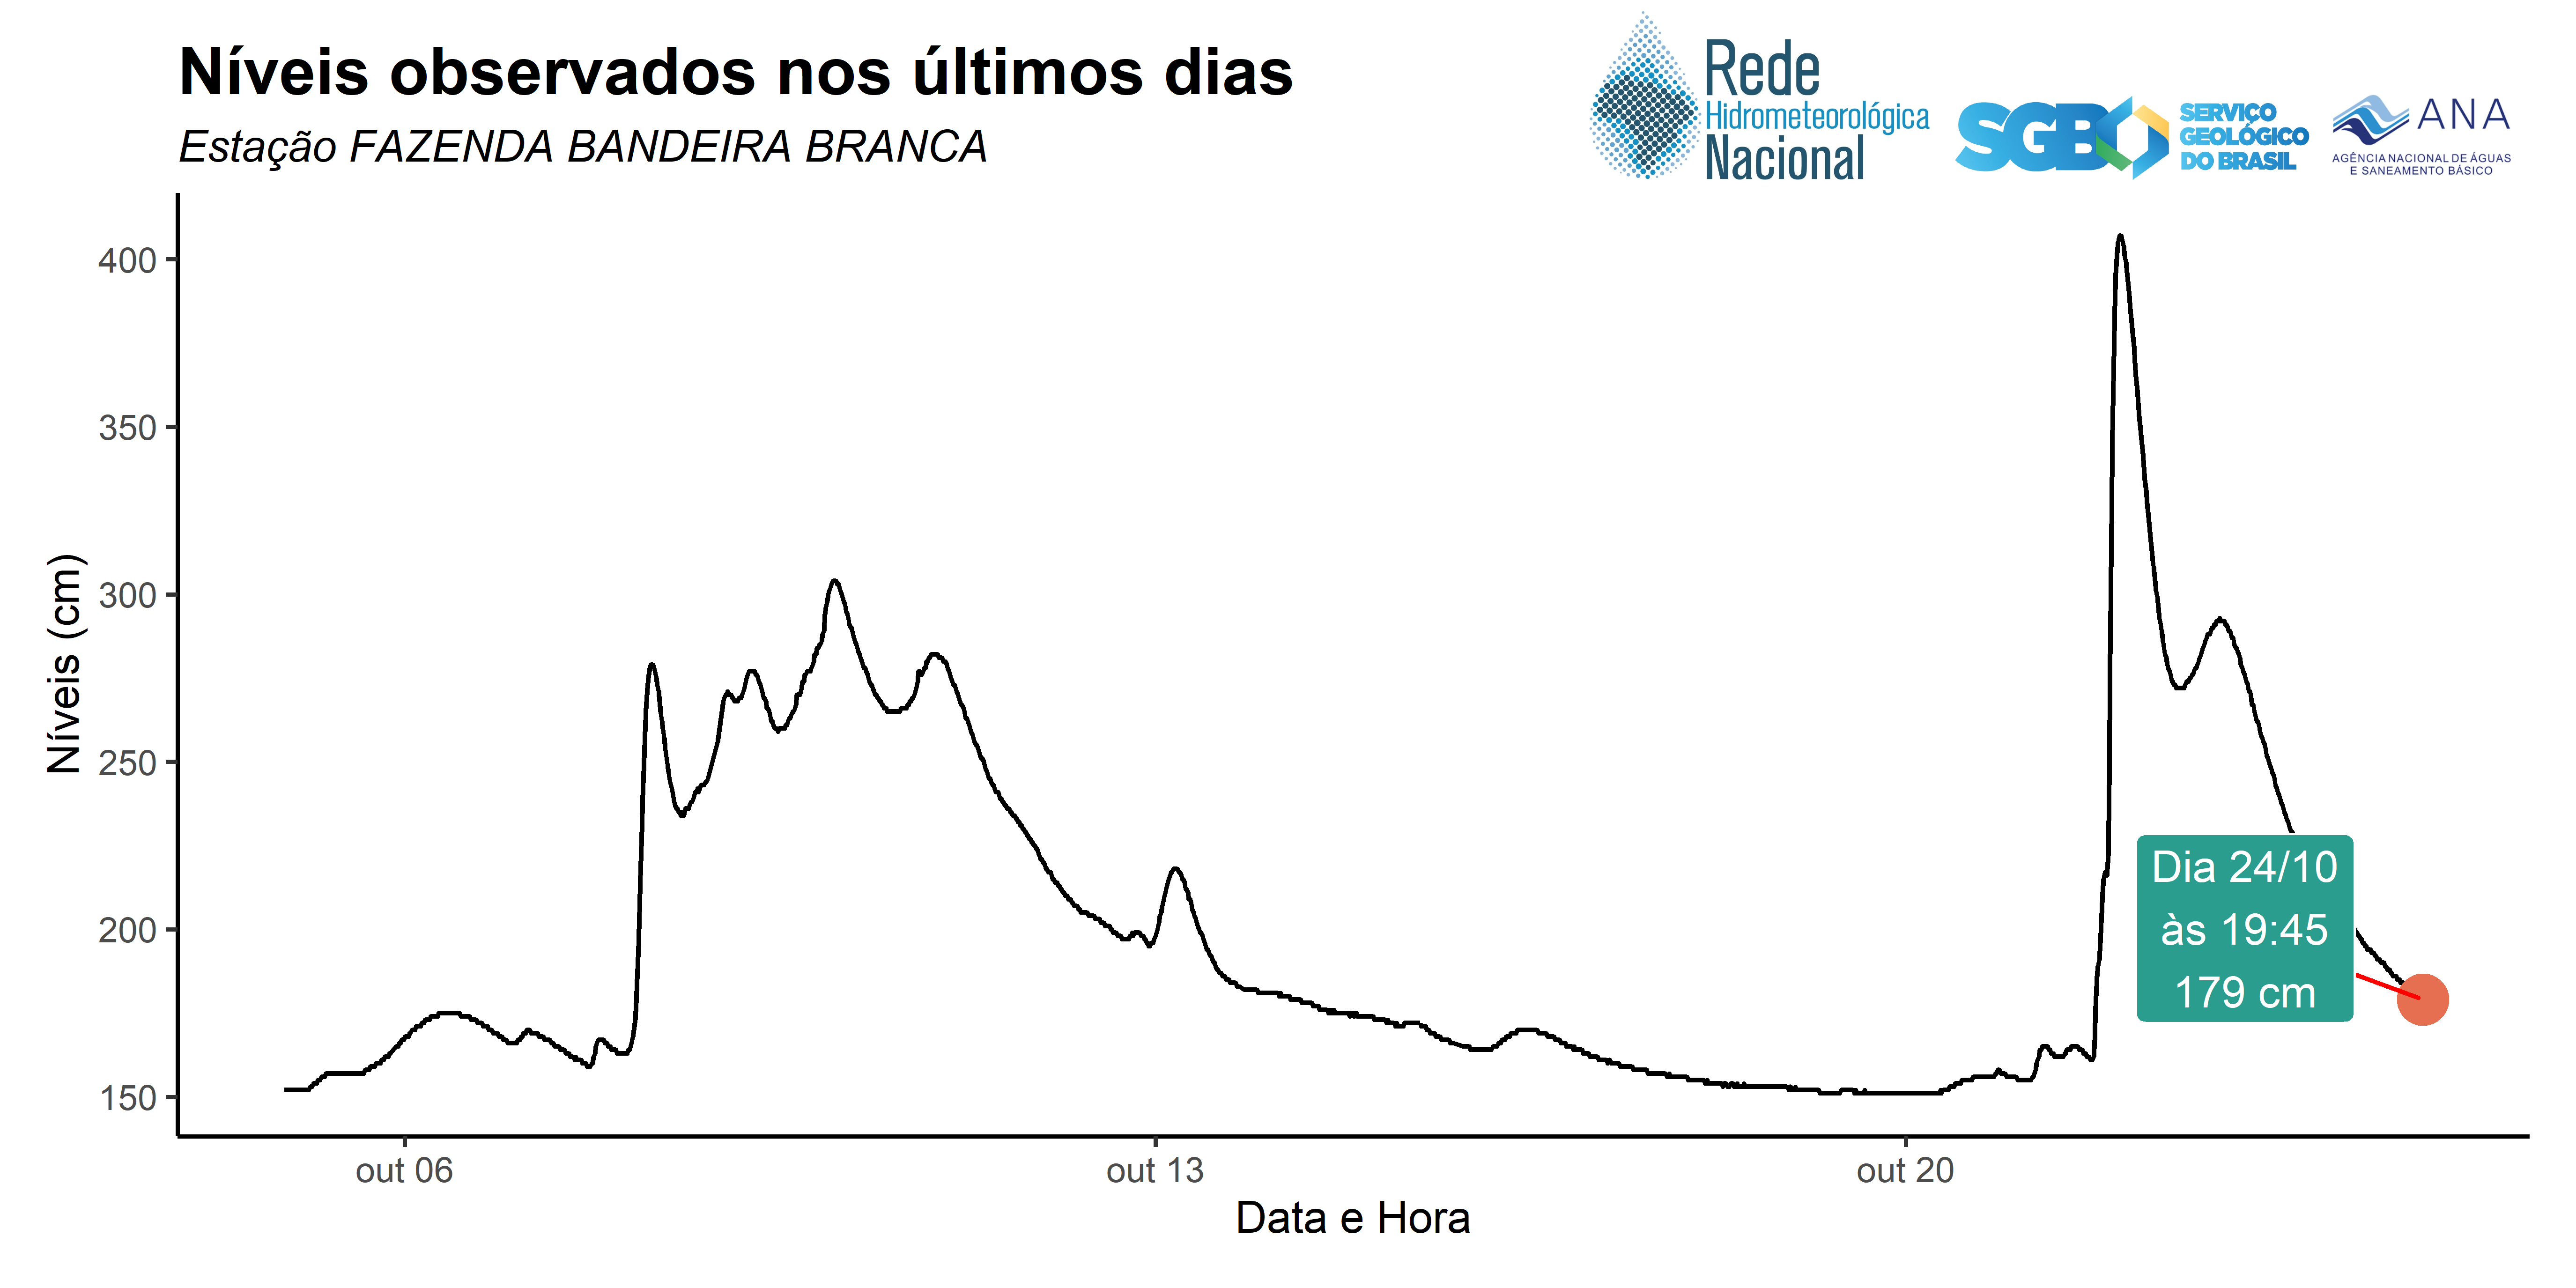 Níveis observados nos últimos dias
Estação FAZENDA BANDEIRA BRANCA
Rede
Hidrometeorológica
Nacional
SGB
SERVIÇO
GEOLÓGICO
DO BRASIL
ANA
AGÊNCIA NACIONAL DE ÁGUAS
E SANEAMENTO BÁSICO
Níveis (cm)
400
350
300
250
200
150
Dia 24/10
às 19:45
179 cm
out 06
out 13
out 20
Data e Hora